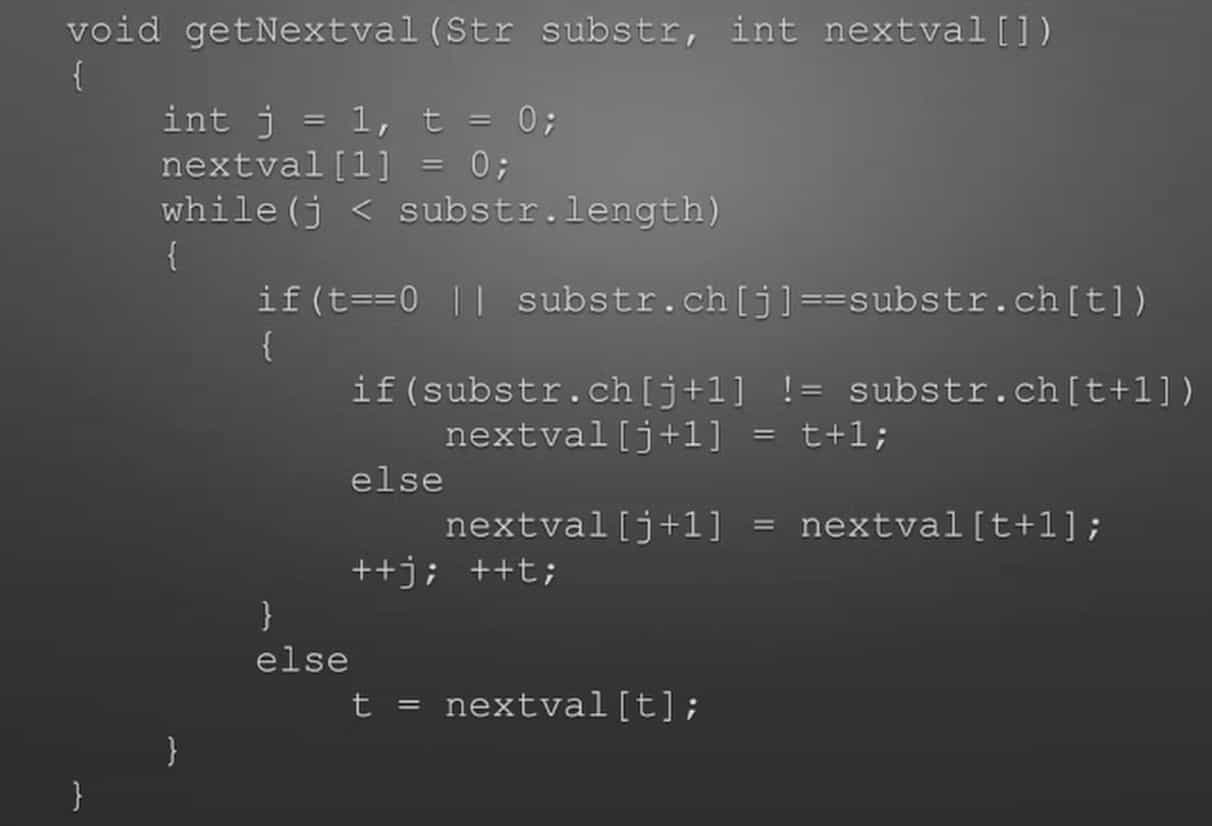 void getNextval(Str substr, int nextval[])
{
int j = 1, t = 0;
nextval[1] = 0;
while(j < substr.length)
{
if(t==0 || substr.ch[j]==substr.ch[t])
{
if(substr.ch[j+1] != substr.ch[t+1])
nextval[j+1] = t+1;
else
nextval[j+1] = nextval[t+1];
++j; ++t;
}
else
t = nextval[t];
}
}